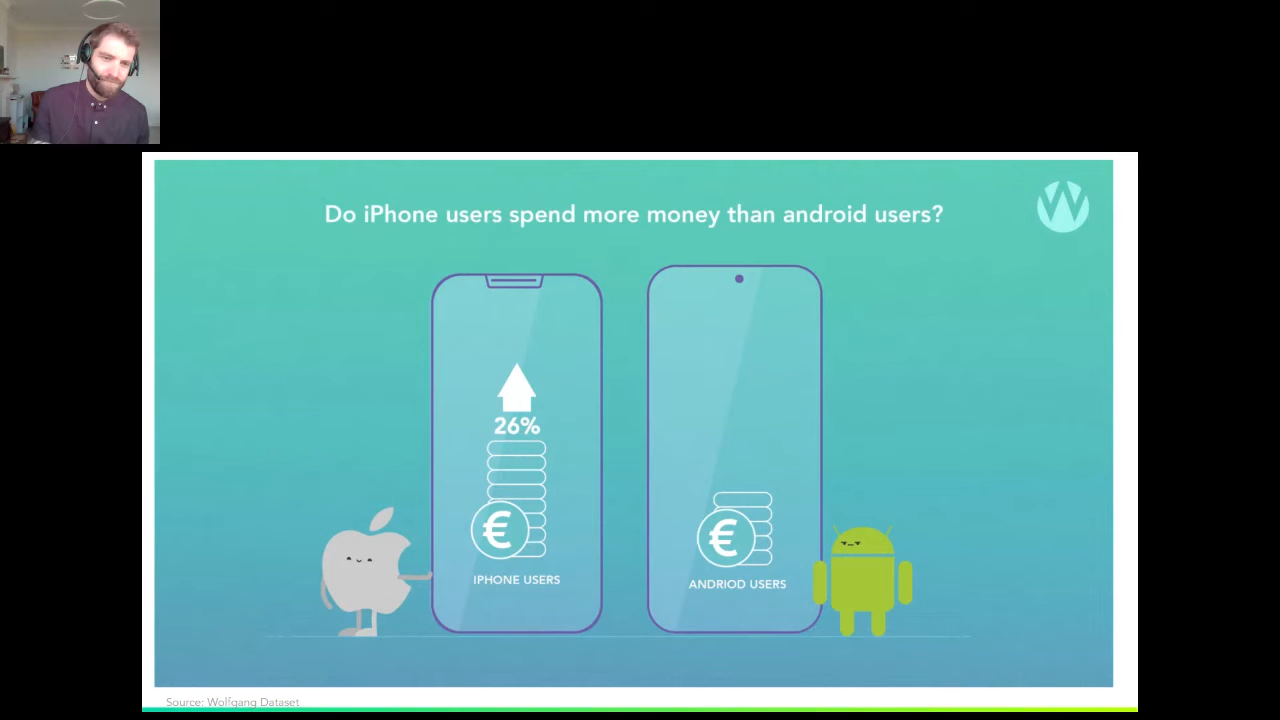 Do iPhone users spend more money than android users?
26%
€
IPHONE USERS
€
ANDRIOD USERS
Source: Wolfgang Dataset